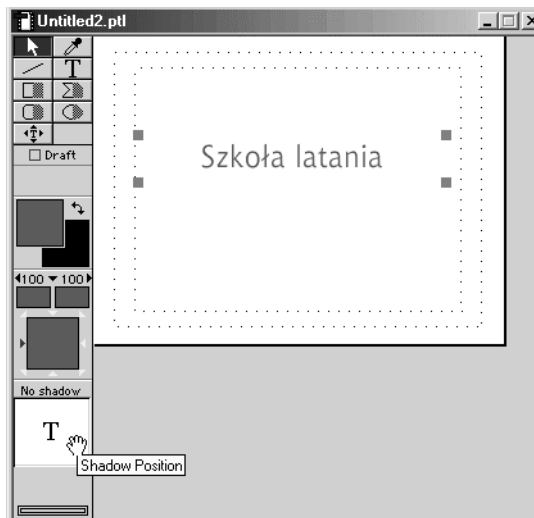 Untitled2.ptl
T
T
Draft
100 100
No shadow
T
Shadow Position
Szkoła latania